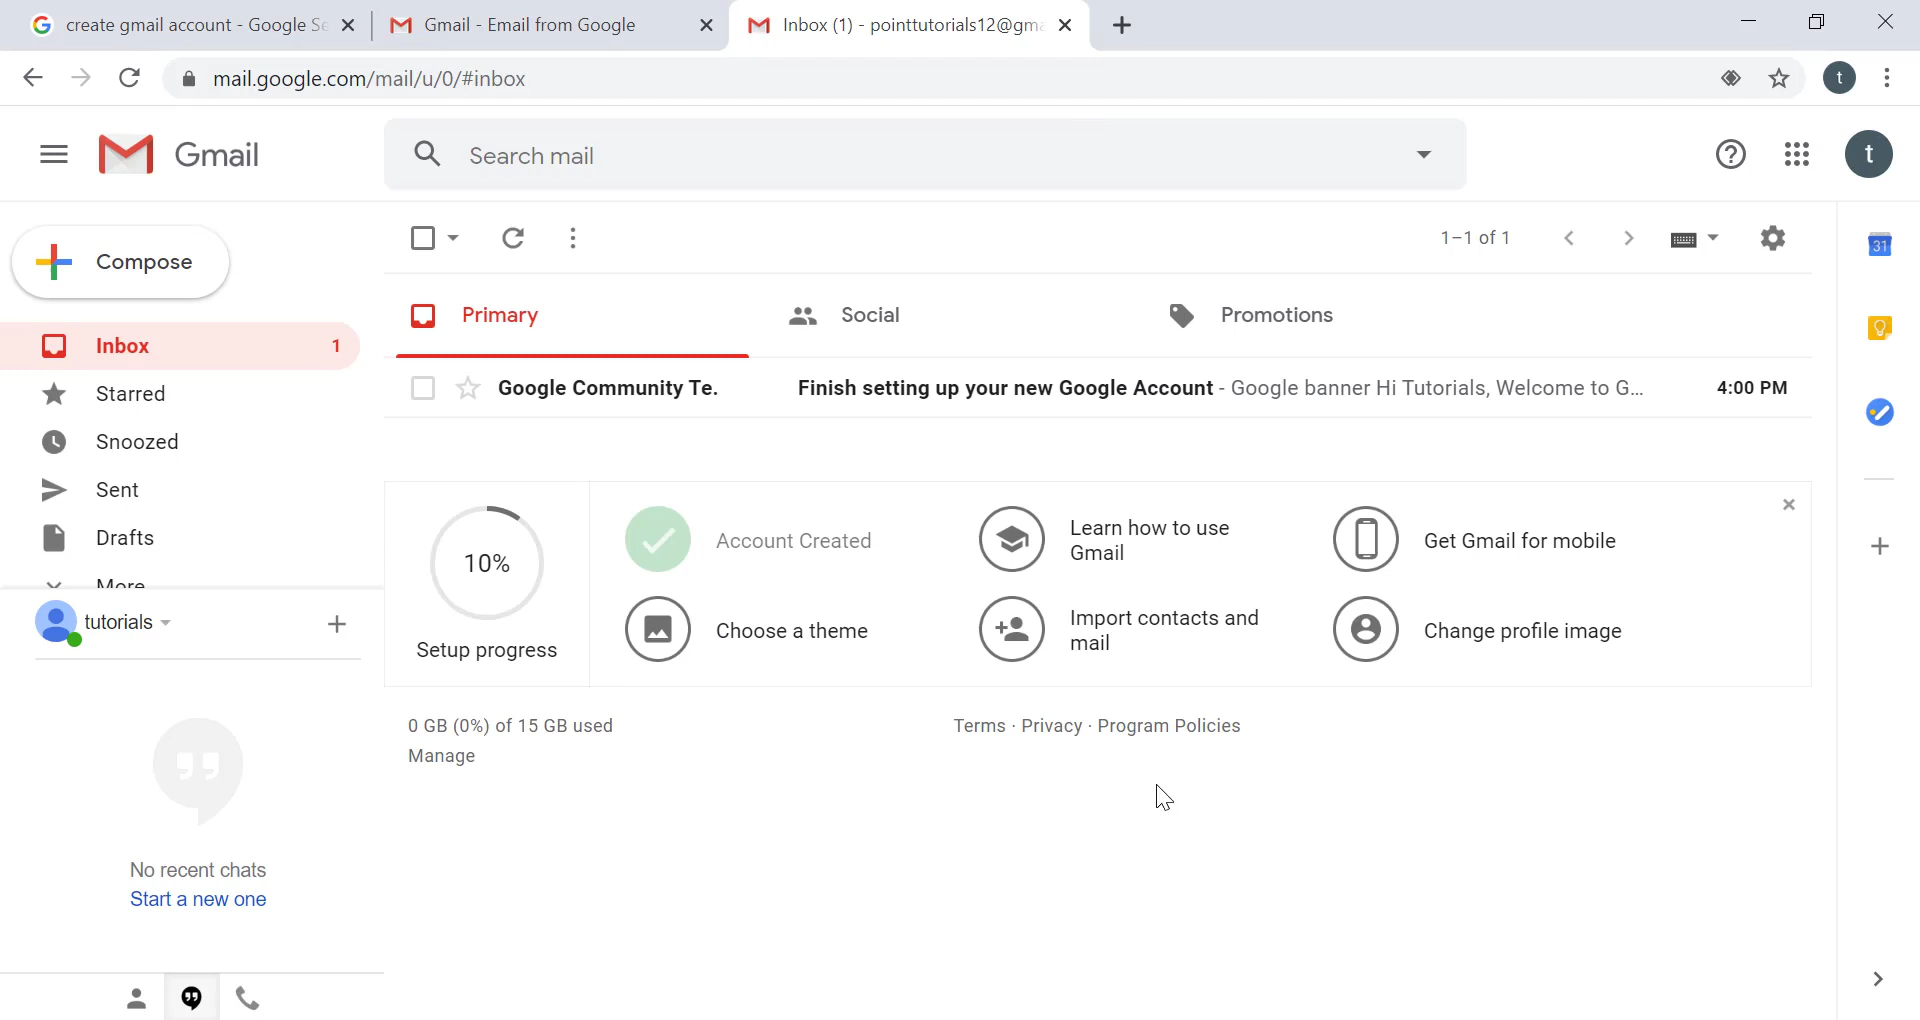 create gmail account - Google Se
Gmail - Email from Google
Inbox (1) - pointtutorials12@gma
mail.google.com/mail/u/0/#inbox
t
Gmail
Search mail
t
Compose
1–1 of 1
31
Primary
Social
Promotions
Inbox 1
Google Community Te. Finish setting up your new Google Account - Google banner Hi Tutorials, Welcome to G... 4:00 PM
Starred
Snoozed
Sent
Drafts
More
10%
Setup progress
Account Created
Learn how to use
Gmail
Get Gmail for mobile
Choose a theme
Import contacts and
mail
Change profile image
tutorials
0 GB (0%) of 15 GB used
Manage
Terms · Privacy · Program Policies
No recent chats
Start a new one